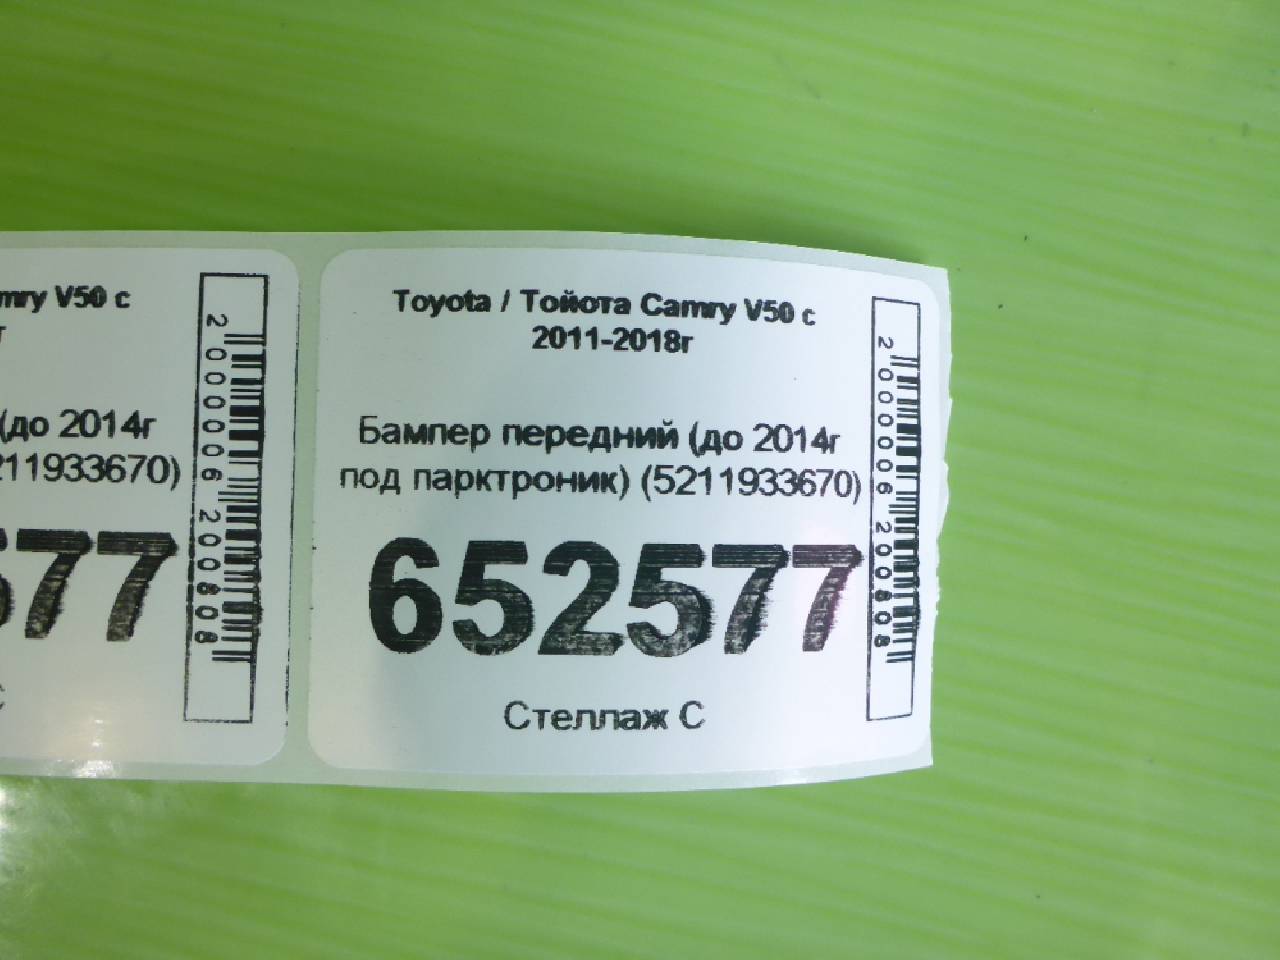 mry V50 с
г
(до 2014г
211933670)
577
С
2000006200808
Toyota / Тойота Camry V50 с
2011-2018г
Бампер передний (до 2014г
под парктроник) (5211933670)
652577
Стеллаж С
2000006200808